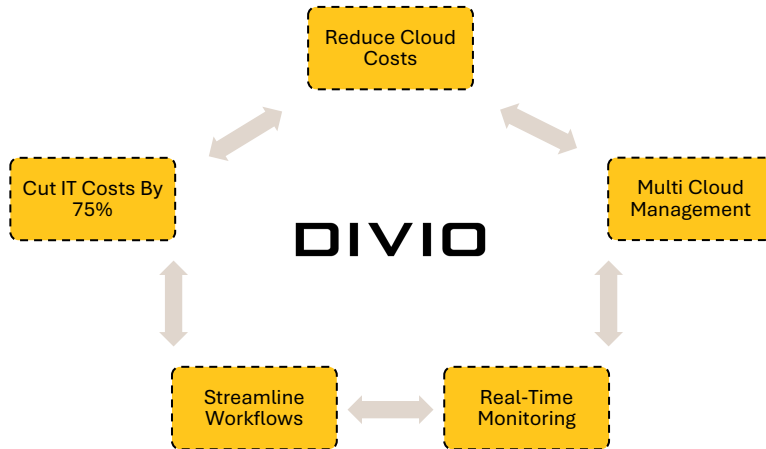 Reduce Cloud
Costs
Cut IT Costs By
75%
Multi Cloud
Management
DIVIO
Streamline
Workflows
Real-Time
Monitoring